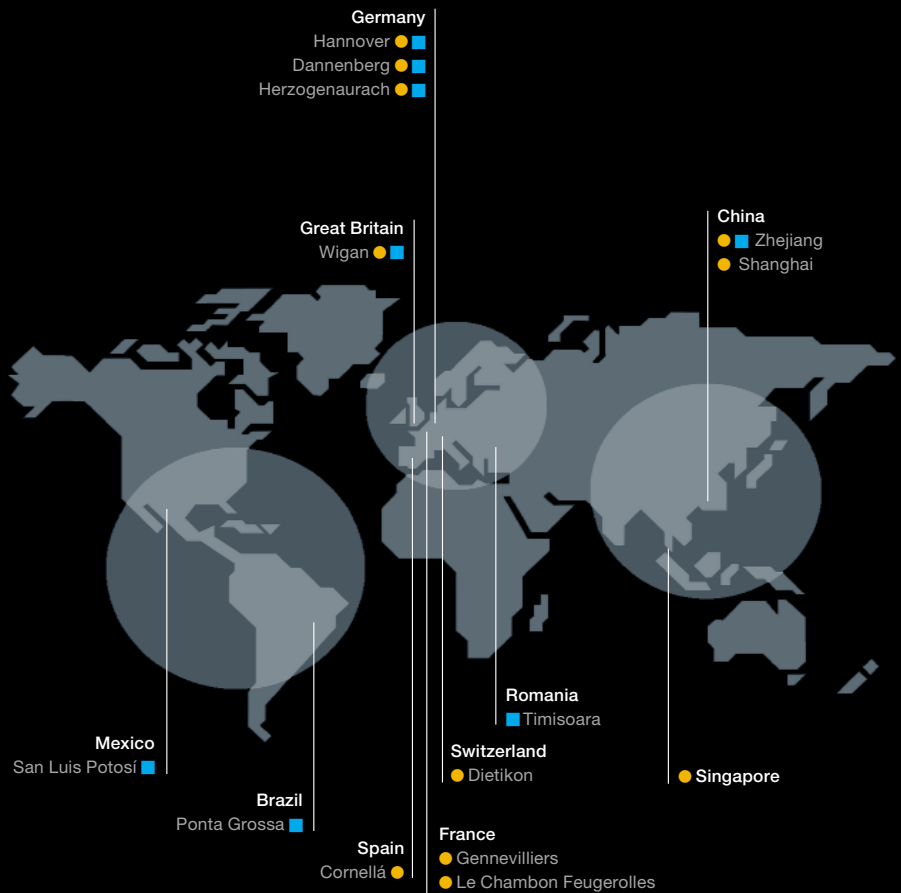 Germany
Hannover
Dannenberg
Herzogenaurach
Great Britain
Wigan
China
Zhejiang
Shanghai
Romania
Timisoara
Mexico
San Luis Potosí
Switzerland
Dietikon
Singapore
Brazil
Ponta Grossa
Spain
Cornellá
France
Gennevilliers
Le Chambon Feugerolles